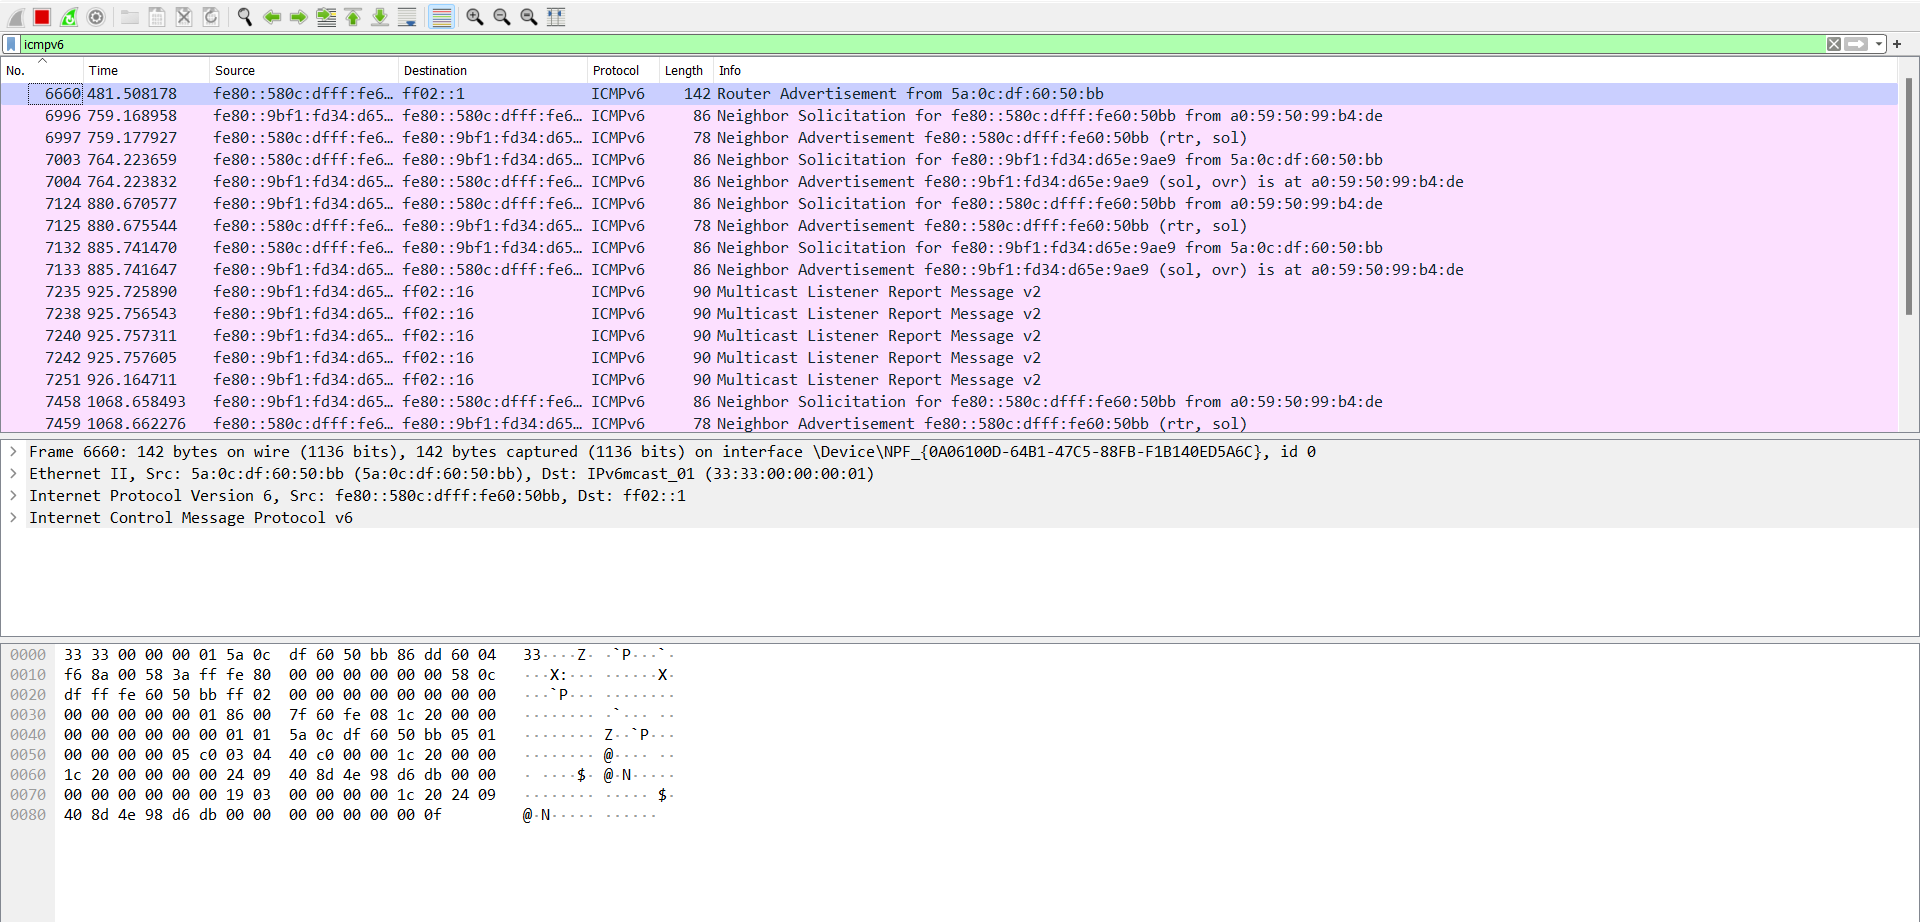 icmpv6
No. Time Source Destination Protocol Length Info
6660 481.508178 fe80::580c:dfff:fe6… ff02::1 ICMPv6 142 Router Advertisement from 5a:0c:df:60:50:bb
6996 759.168958 fe80::9bf1:fd34:d65… fe80::580c:dfff:fe6… ICMPv6 86 Neighbor Solicitation for fe80::580c:dfff:fe60:50bb from a0:59:50:99:b4:de
6997 759.177927 fe80::580c:dfff:fe6… fe80::9bf1:fd34:d65… ICMPv6 78 Neighbor Advertisement fe80::580c:dfff:fe60:50bb (rtr, sol)
7003 764.223659 fe80::580c:dfff:fe6… fe80::9bf1:fd34:d65… ICMPv6 86 Neighbor Solicitation for fe80::9bf1:fd34:d65e:9ae9 from 5a:0c:df:60:50:bb
7004 764.223832 fe80::9bf1:fd34:d65… fe80::580c:dfff:fe6… ICMPv6 86 Neighbor Advertisement fe80::9bf1:fd34:d65e:9ae9 (sol, ovr) is at a0:59:50:99:b4:de
7124 880.670577 fe80::9bf1:fd34:d65… fe80::580c:dfff:fe6… ICMPv6 86 Neighbor Solicitation for fe80::580c:dfff:fe60:50bb from a0:59:50:99:b4:de
7125 880.675544 fe80::580c:dfff:fe6… fe80::9bf1:fd34:d65… ICMPv6 78 Neighbor Advertisement fe80::580c:dfff:fe60:50bb (rtr, sol)
7132 885.741470 fe80::580c:dfff:fe6… fe80::9bf1:fd34:d65… ICMPv6 86 Neighbor Solicitation for fe80::9bf1:fd34:d65e:9ae9 from 5a:0c:df:60:50:bb
7133 885.741647 fe80::9bf1:fd34:d65… fe80::580c:dfff:fe6… ICMPv6 86 Neighbor Advertisement fe80::9bf1:fd34:d65e:9ae9 (sol, ovr) is at a0:59:50:99:b4:de
7235 925.725890 fe80::9bf1:fd34:d65… ff02::16 ICMPv6 90 Multicast Listener Report Message v2
7238 925.756543 fe80::9bf1:fd34:d65… ff02::16 ICMPv6 90 Multicast Listener Report Message v2
7240 925.757311 fe80::9bf1:fd34:d65… ff02::16 ICMPv6 90 Multicast Listener Report Message v2
7242 925.757605 fe80::9bf1:fd34:d65… ff02::16 ICMPv6 90 Multicast Listener Report Message v2
7251 926.164711 fe80::9bf1:fd34:d65… ff02::16 ICMPv6 90 Multicast Listener Report Message v2
7458 1068.658493 fe80::9bf1:fd34:d65… fe80::580c:dfff:fe6… ICMPv6 86 Neighbor Solicitation for fe80::580c:dfff:fe60:50bb from a0:59:50:99:b4:de
7459 1068.662276 fe80::580c:dfff:fe6… fe80::9bf1:fd34:d65… ICMPv6 78 Neighbor Advertisement fe80::580c:dfff:fe60:50bb (rtr, sol)
Frame 6660: 142 bytes on wire (1136 bits), 142 bytes captured (1136 bits) on interface \Device\NPF_{0A06100D-64B1-47C5-88FB-F1B140ED5A6C}, id 0
Ethernet II, Src: 5a:0c:df:60:50:bb (5a:0c:df:60:50:bb), Dst: IPv6mcast_01 (33:33:00:00:00:01)
Internet Protocol Version 6, Src: fe80::580c:dfff:fe60:50bb, Dst: ff02::1
Internet Control Message Protocol v6
0000 33 33 00 00 00 01 5a 0c df 60 50 bb 86 dd 60 04 33····Z· ·`P···`·
0010 f6 8a 00 58 3a ff fe 80 00 00 00 00 00 00 58 0c ···X:··· ······X·
0020 df ff fe 60 50 bb ff 02 00 00 00 00 00 00 00 00 ···`P··· ········
0030 00 00 00 00 00 01 86 00 7f 60 fe 08 1c 20 00 00 ········ ·`··· ··
0040 00 00 00 00 00 00 01 01 5a 0c df 60 50 bb 05 01 ········ Z··`P···
0050 00 00 00 00 05 c0 03 04 40 c0 00 00 1c 20 00 00 ········ @···· ··
0060 1c 20 00 00 00 00 24 09 40 8d 4e 98 d6 db 00 00 · ····$· @·N·····
0070 00 00 00 00 00 00 19 03 00 00 00 00 1c 20 24 09 ········ ····· $·
0080 40 8d 4e 98 d6 db 00 00 00 00 00 00 00 0f @·N····· ······